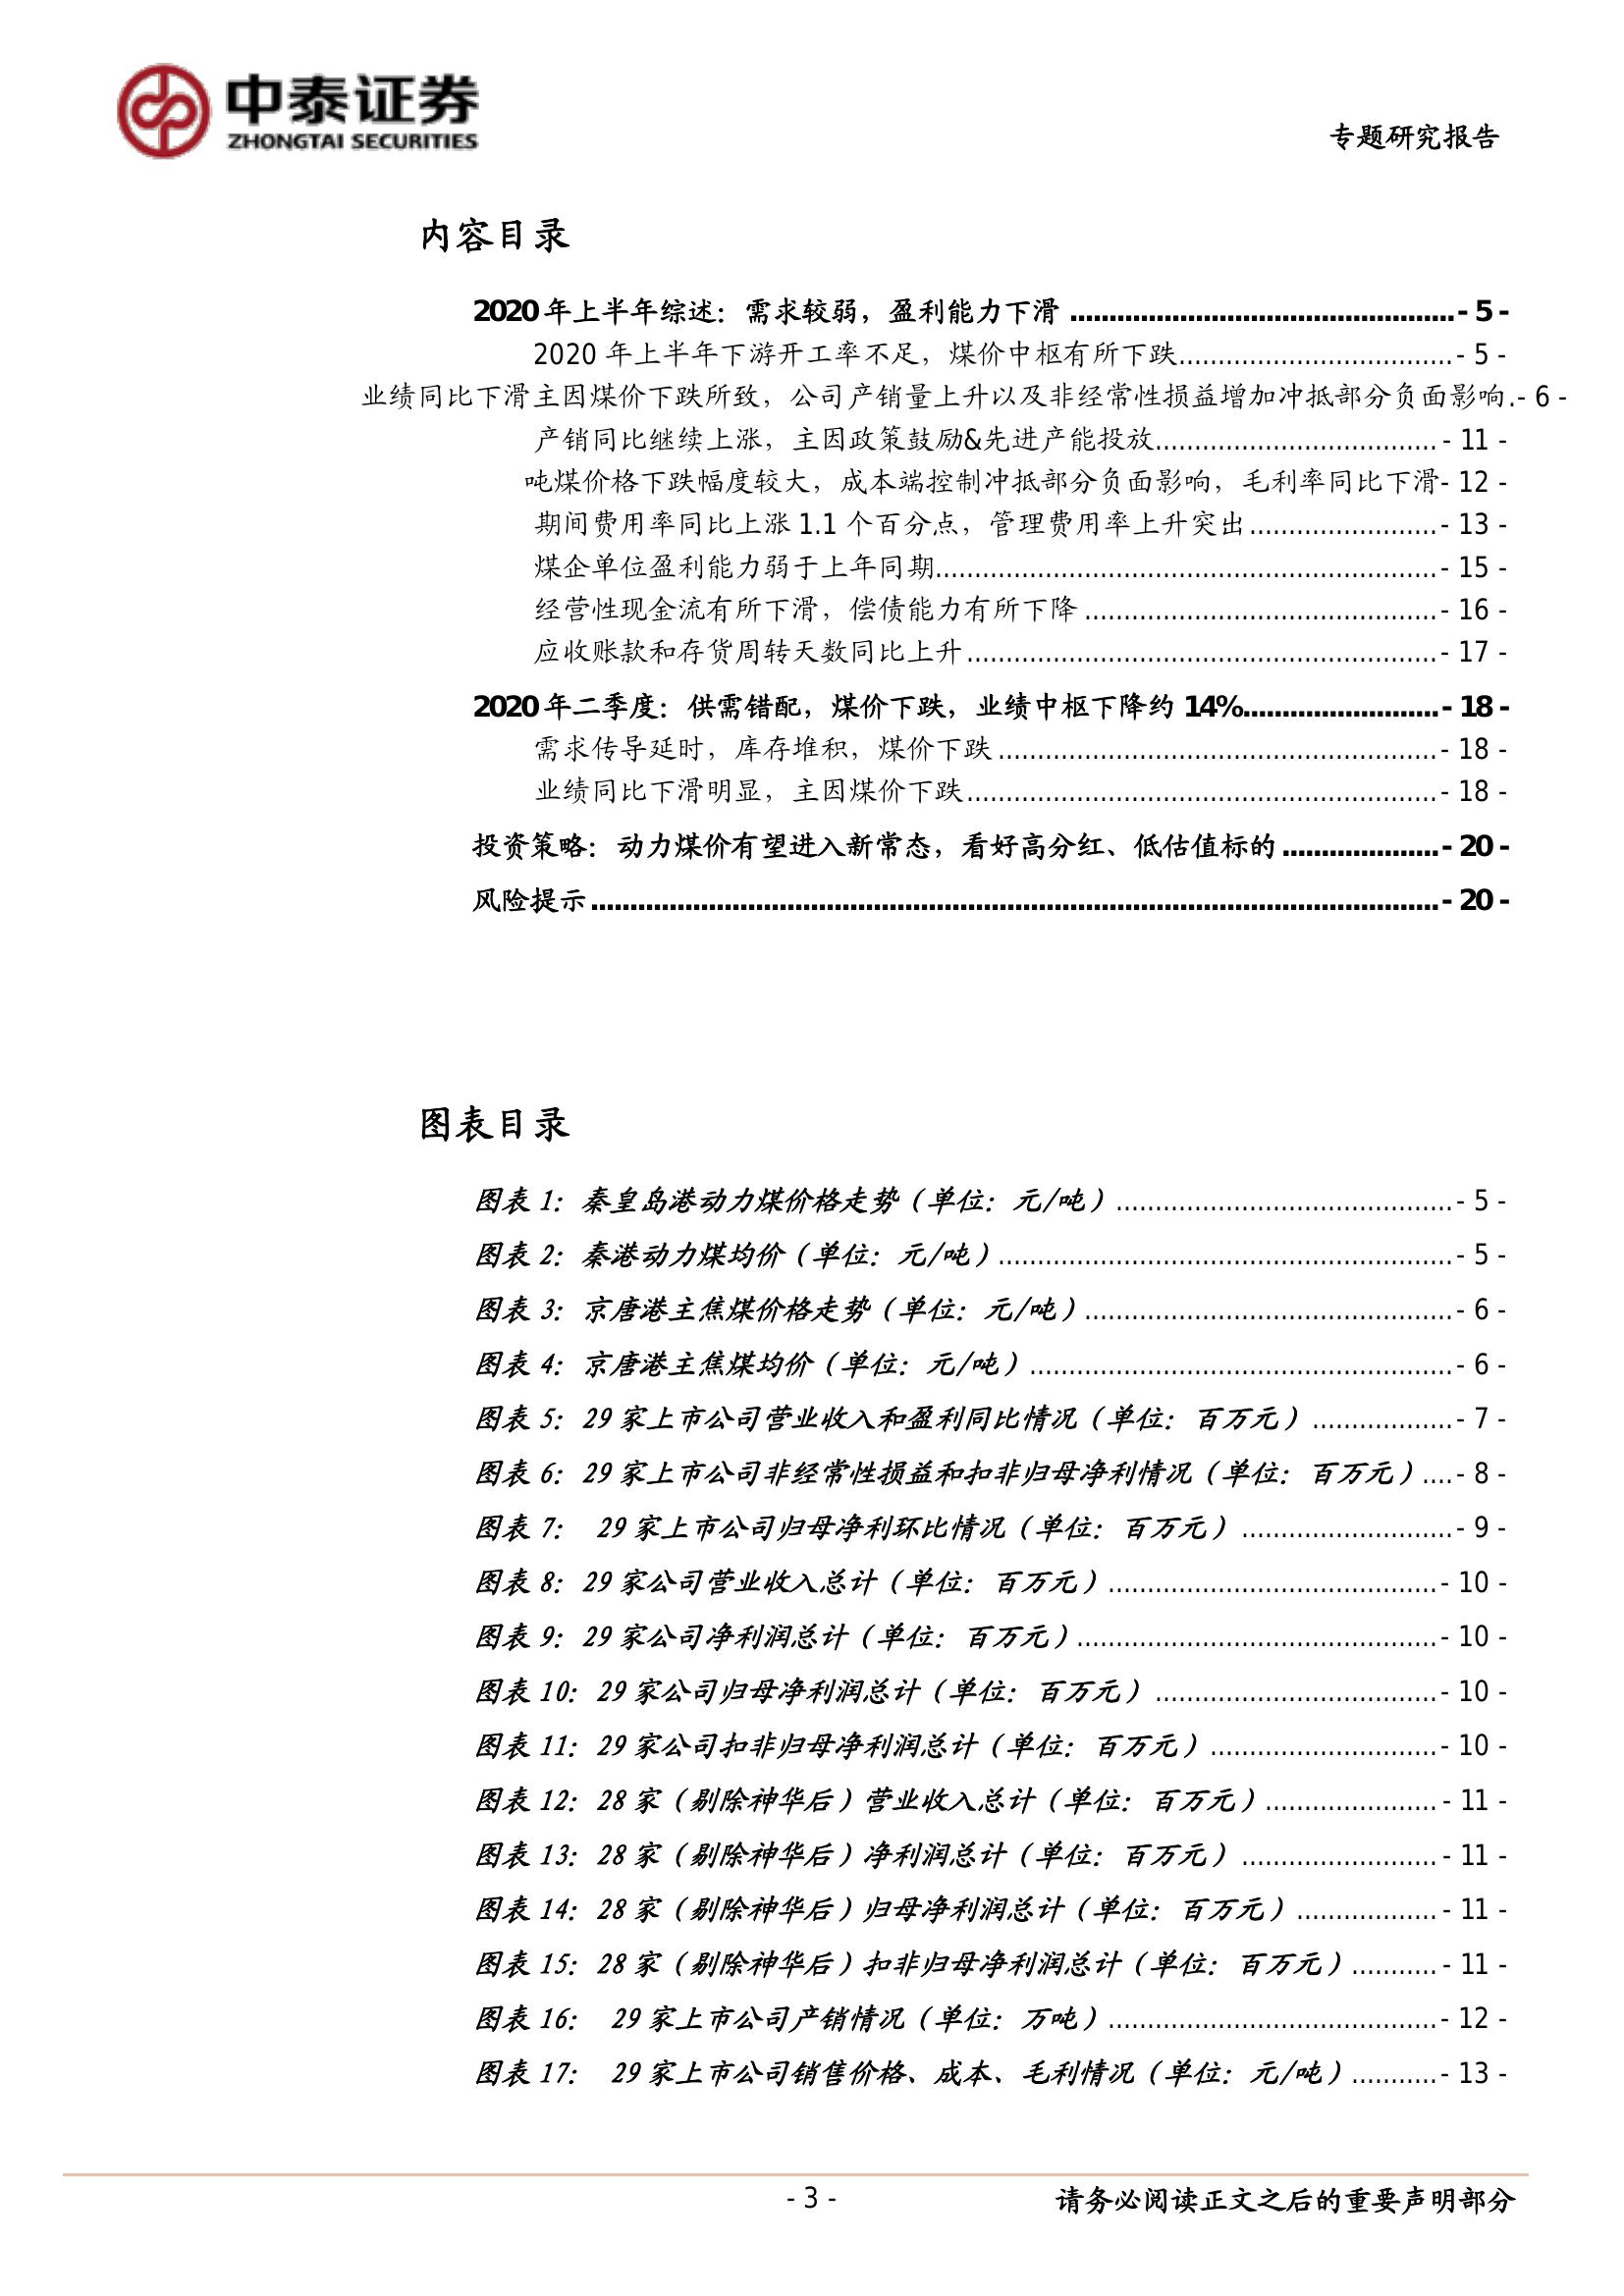 中泰证券
ZHONGTAI SECURITIES
专题研究报告
内容目录
2020 年上半年综述：需求较弱，盈利能力下滑 ................................................. - 5 -
2020 年上半年下游开工率不足，煤价中枢有所下跌................................... - 5 -
业绩同比下滑主因煤价下跌所致，公司产销量上升以及非经常性损益增加冲抵部分负面影响.- 6 -
产销同比继续上涨，主因政策鼓励&先进产能投放.................................... - 11 -
吨煤价格下跌幅度较大，成本端控制冲抵部分负面影响，毛利率同比下滑- 12 -
期间费用率同比上涨 1.1 个百分点，管理费用率上升突出........................ - 13 -
煤企单位盈利能力弱于上年同期................................................................ - 15 -
经营性现金流有所下滑，偿债能力有所下降 ............................................. - 16 -
应收账款和存货周转天数同比上升............................................................ - 17 -
2020 年二季度：供需错配，煤价下跌，业绩中枢下降约 14%......................... - 18 -
需求传导延时，库存堆积，煤价下跌 ........................................................ - 18 -
业绩同比下滑明显，主因煤价下跌............................................................ - 18 -
投资策略：动力煤价有望进入新常态，看好高分红、低估值标的 .................... - 20 -
风险提示 ............................................................................................................ - 20 -
图表目录
图表 1：秦皇岛港动力煤价格走势（单位：元/吨）........................................... - 5 -
图表 2：秦港动力煤均价（单位：元/吨）.......................................................... - 5 -
图表 3：京唐港主焦煤价格走势（单位：元/吨）............................................... - 6 -
图表 4：京唐港主焦煤均价（单位：元/吨）...................................................... - 6 -
图表 5：29 家上市公司营业收入和盈利同比情况（单位：百万元）.................. - 7 -
图表 6：29 家上市公司非经常性损益和扣非归母净利情况（单位：百万元）.... - 8 -
图表 7： 29 家上市公司归母净利环比情况（单位：百万元）........................... - 9 -
图表 8：29 家公司营业收入总计（单位：百万元）.......................................... - 10 -
图表 9：29 家公司净利润总计（单位：百万元）.............................................. - 10 -
图表 10：29 家公司归母净利润总计（单位：百万元）.................................... - 10 -
图表 11：29 家公司扣非归母净利润总计（单位：百万元）............................. - 10 -
图表 12：28 家（剔除神华后）营业收入总计（单位：百万元）...................... - 11 -
图表 13：28 家（剔除神华后）净利润总计（单位：百万元）......................... - 11 -
图表 14：28 家（剔除神华后）归母净利润总计（单位：百万元）.................. - 11 -
图表 15：28 家（剔除神华后）扣非归母净利润总计（单位：百万元）........... - 11 -
图表 16： 29 家上市公司产销情况（单位：万吨）.......................................... - 12 -
图表 17： 29 家上市公司销售价格、成本、毛利情况（单位：元/吨）........... - 13 -
- 3 -
请务必阅读正文之后的重要声明部分